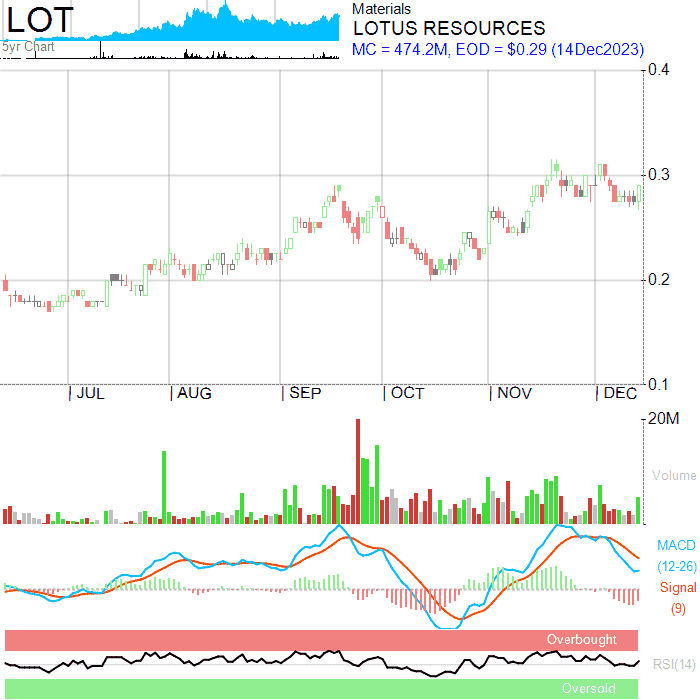 LOT
5yr Chart
Materials
LOTUS RESOURCES
MC = 474.2M, EOD = $0.29 (14Dec2023)
0.4
0.3
0.2
0.1
JUL AUG SEP OCT NOV DEC
20M
Volume
MACD
(12-26)
Signal
(9)
Overbought
RSI(14)
Oversold